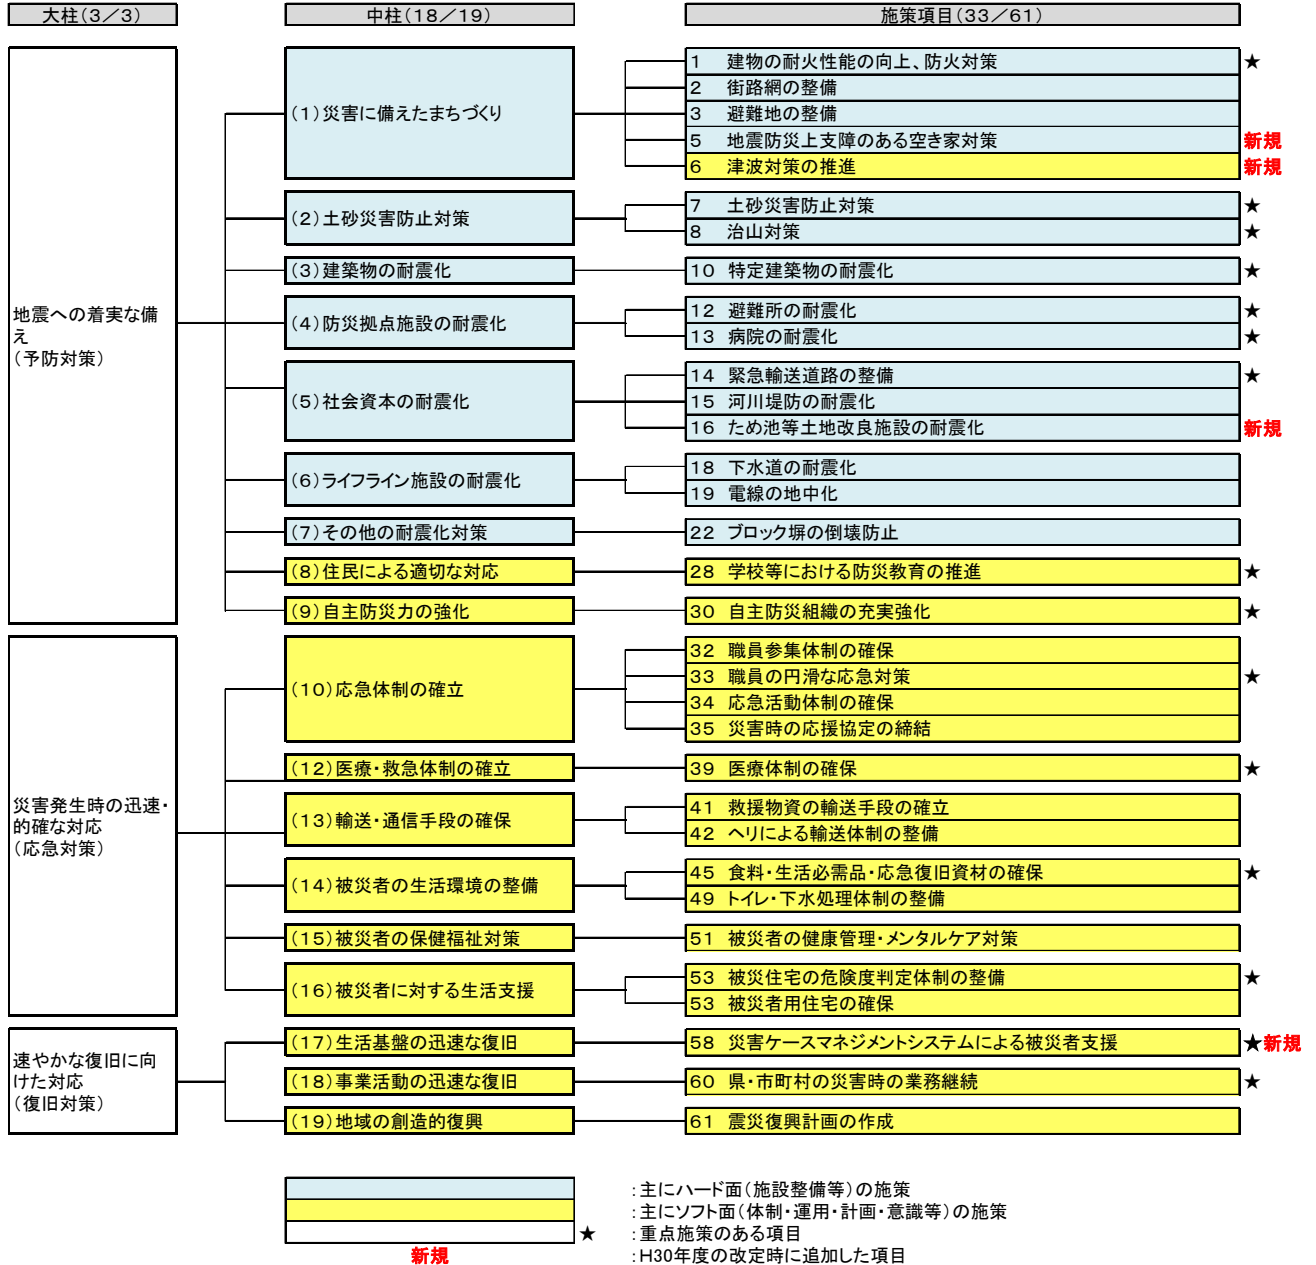 大柱(3／3)
中柱(18／19)
施策項目(33／61)
地震への着実な備
え
(予防対策)
(1)災害に備えたまちづくり
1 建物の耐火性能の向上、防火対策 ★
2 街路網の整備
3 避難地の整備
5 地震防災上支障のある空き家対策 新規
6 津波対策の推進 新規
(2)土砂災害防止対策
7 土砂災害防止対策 ★
8 治山対策 ★
(3)建築物の耐震化
10 特定建築物の耐震化 ★
(4)防災拠点施設の耐震化
12 避難所の耐震化 ★
13 病院の耐震化 ★
(5)社会資本の耐震化
14 緊急輸送道路の整備 ★
15 河川堤防の耐震化
16 ため池等土地改良施設の耐震化 新規
(6)ライフライン施設の耐震化
18 下水道の耐震化
19 電線の地中化
(7)その他の耐震化対策
22 ブロック塀の倒壊防止
(8)住民による適切な対応
28 学校等における防災教育の推進 ★
(9)自主防災力の強化
30 自主防災組織の充実強化 ★
災害発生時の迅速・
的確な対応
(応急対策)
(10)応急体制の確立
32 職員参集体制の確保
33 職員の円滑な応急対策 ★
34 応急活動体制の確保
35 災害時の応援協定の締結
(12)医療・救急体制の確立
39 医療体制の確保 ★
(13)輸送・通信手段の確保
41 救援物資の輸送手段の確立
42 ヘリによる輸送体制の整備
(14)被災者の生活環境の整備
45 食料・生活必需品・応急復旧資材の確保 ★
49 トイレ・下水処理体制の整備
(15)被災者の保健福祉対策
51 被災者の健康管理・メンタルケア対策
(16)被災者に対する生活支援
53 被災住宅の危険度判定体制の整備 ★
53 被災者用住宅の確保
速やかな復旧に向
けた対応
(復旧対策)
(17)生活基盤の迅速な復旧
58 災害ケースマネジメントシステムによる被災者支援 ★新規
(18)事業活動の迅速な復旧
60 県・市町村の災害時の業務継続 ★
(19)地域の創造的復興
61 震災復興計画の作成
：主にハード面(施設整備等)の施策
：主にソフト面(体制・運用・計画・意識等)の施策
★ ：重点施策のある項目
新規 ：H30年度の改定時に追加した項目